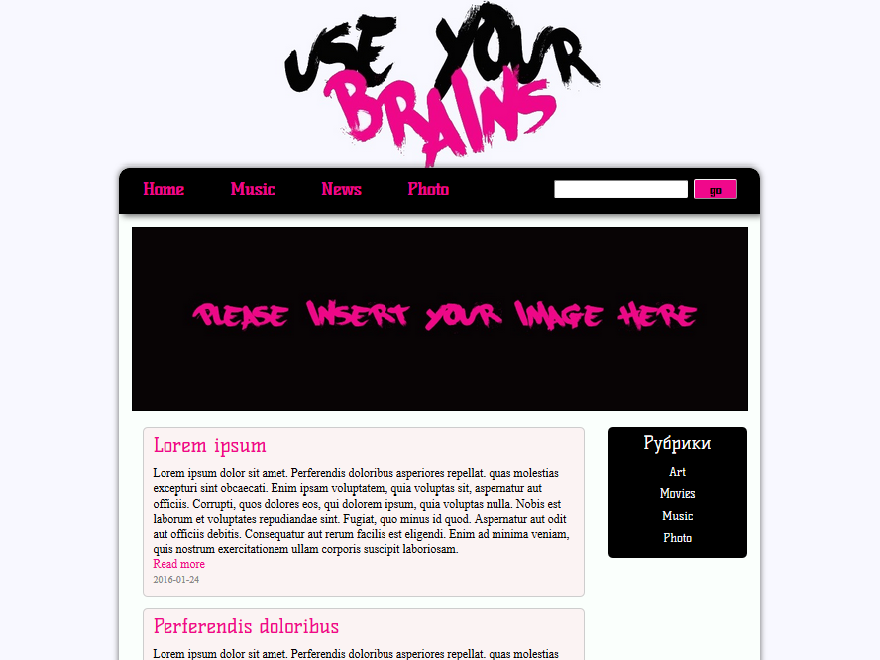 USE YOUR
BRAINS
Home Music News Photo go
PLEASE INSERT YOUR IMAGE HERE
Lorem ipsum
Lorem ipsum dolor sit amet. Perferendis doloribus asperiores repellat. quas molestias
excepturi sint obcaecati. Enim ipsam voluptatem, quia voluptas sit, aspernatur aut
officiis. Corrupti, quos dolores eos, qui dolorem ipsum, quia voluptas nulla. Nobis est
laborum et voluptates repudiandae sint. Fugiat, quo minus id quod. Aspernatur aut odit
aut officiis debitis. Consequatur aut rerum facilis est eligendi. Enim ad minima veniam,
quis nostrum exercitationem ullam corporis suscipit laboriosam.
Read more
2016-01-24
Рубрики
Art
Movies
Music
Photo
Perferendis doloribus
Lorem ipsum dolor sit amet. Perferendis doloribus asperiores repellat. quas molestias